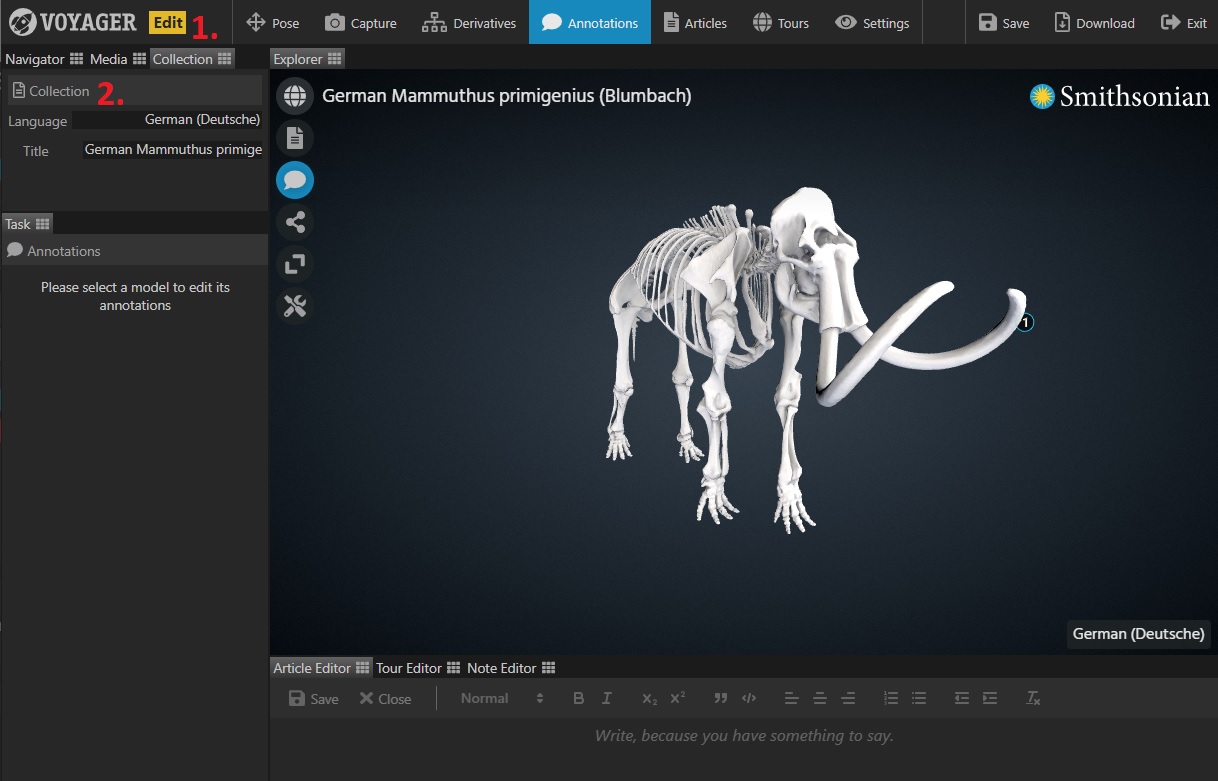 VOYAGER Edit 1. Pose Capture Derivatives Annotations Articles Tours Settings Save Download Exit
Navigator Media Collection
Collection 2.
Language German (Deutsche)
Title German Mammuthus primige
Task
Annotations
Please select a model to edit its
annotations
Explorer
German Mammuthus primigenius (Blumbach)
Smithsonian
1
German (Deutsche)
Article Editor Tour Editor Note Editor
Save Close Normal B I X₂ X²
Write, because you have something to say.